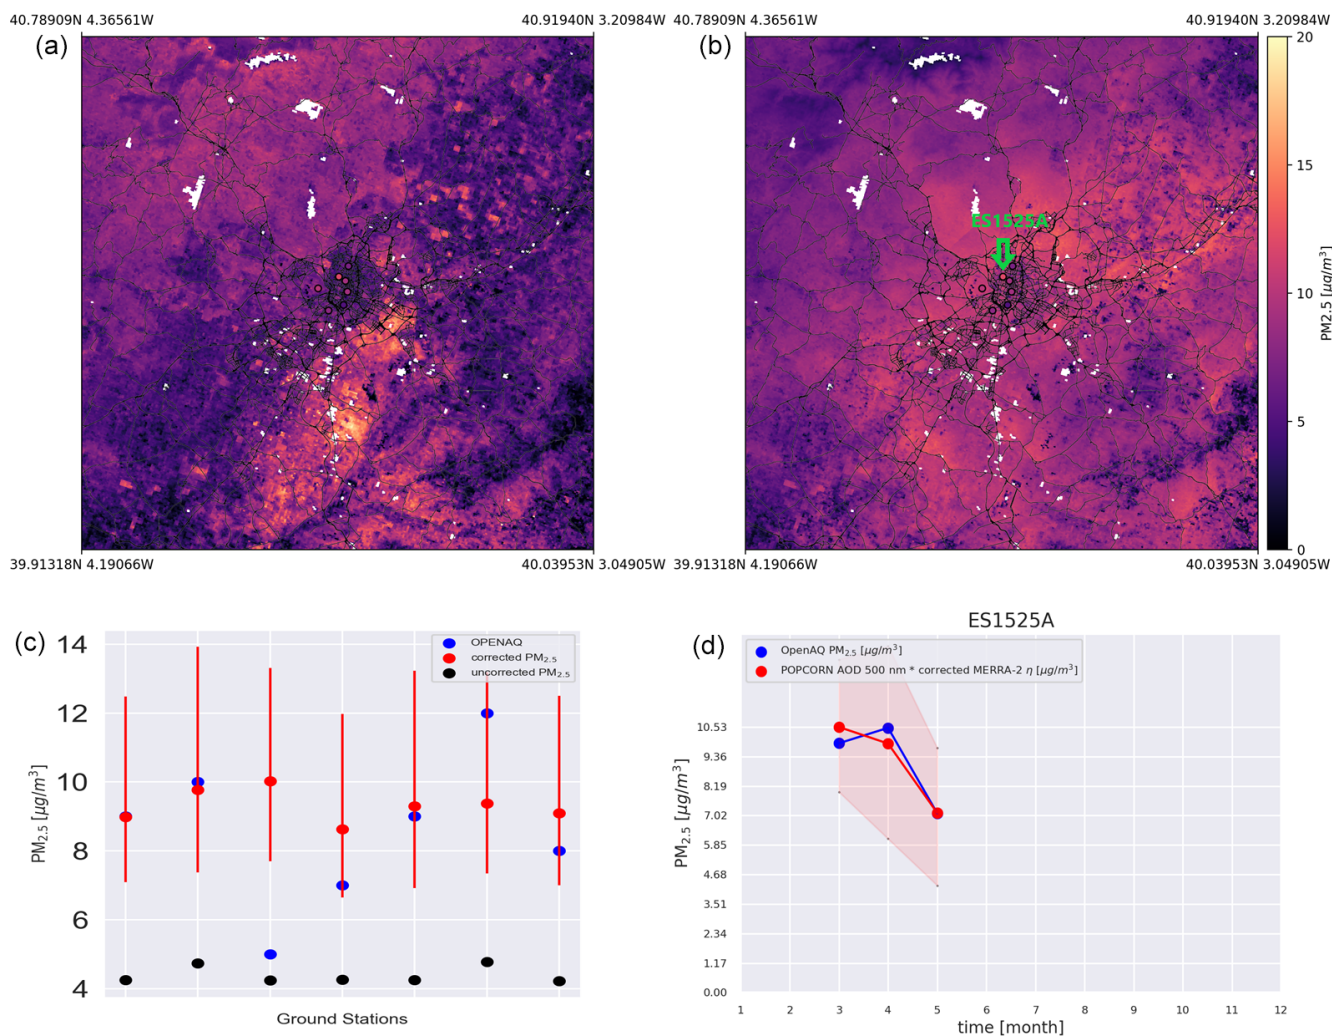 40.78909N 4.36561W
40.91940N 3.20984W
40.78909N 4.36561W
40.91940N 3.20984W
(a)
(b)
ES1525A
20
15
10
5
0
PM2.5 [µg/m³]
39.91318N 4.19066W
40.03953N 3.04905W
39.91318N 4.19066W
40.03953N 3.04905W
(c)
14
12
10
8
6
4
PM2.5 [µg/m³]
OPENAQ
corrected PM2.5
uncorrected PM2.5
Ground Stations
(d)
ES1525A
OpenAQ PM2.5 [µg/m³]
POPCORN AOD 500 nm * corrected MERRA-2 η [µg/m³]
10.53
9.36
8.19
7.02
5.85
4.68
3.51
2.34
1.17
0.00
PM2.5 [µg/m³]
1 2 3 4 5 6 7 8 9 10 11 12
time [month]